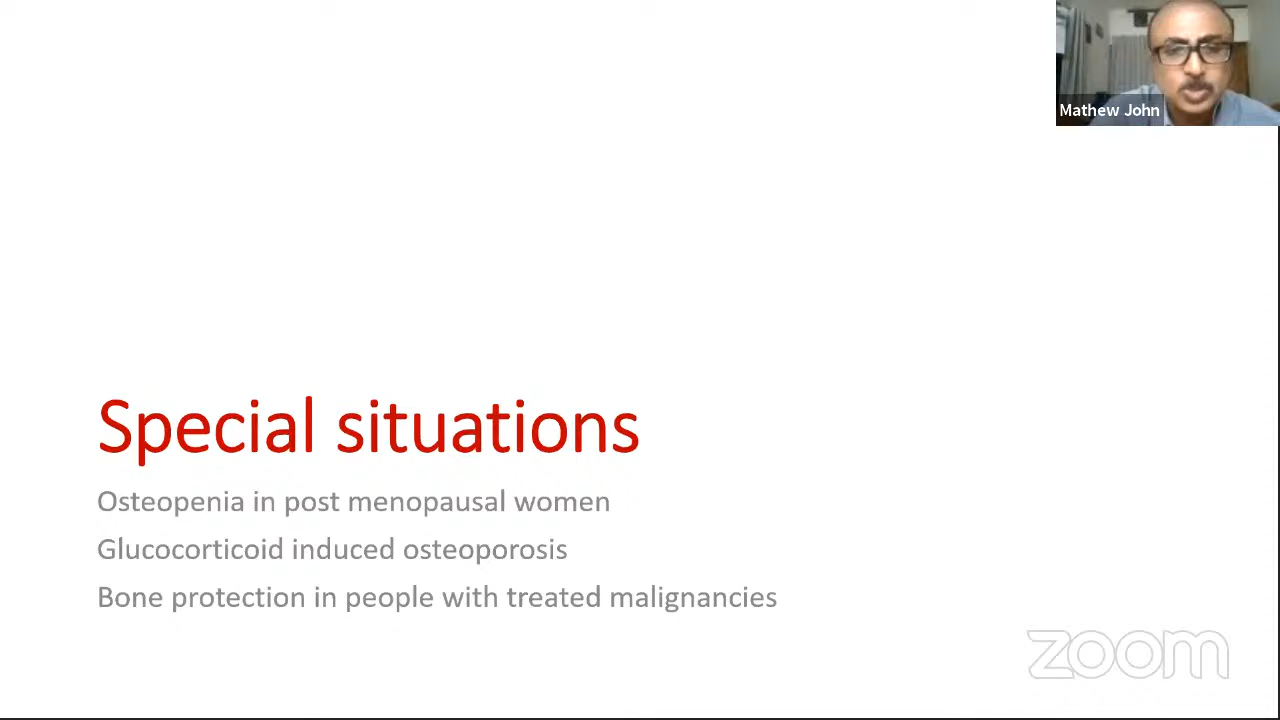 Mathew John
Special situations
Osteopenia in post menopausal women
Glucocorticoid induced osteoporosis
Bone protection in people with treated malignancies
zoom